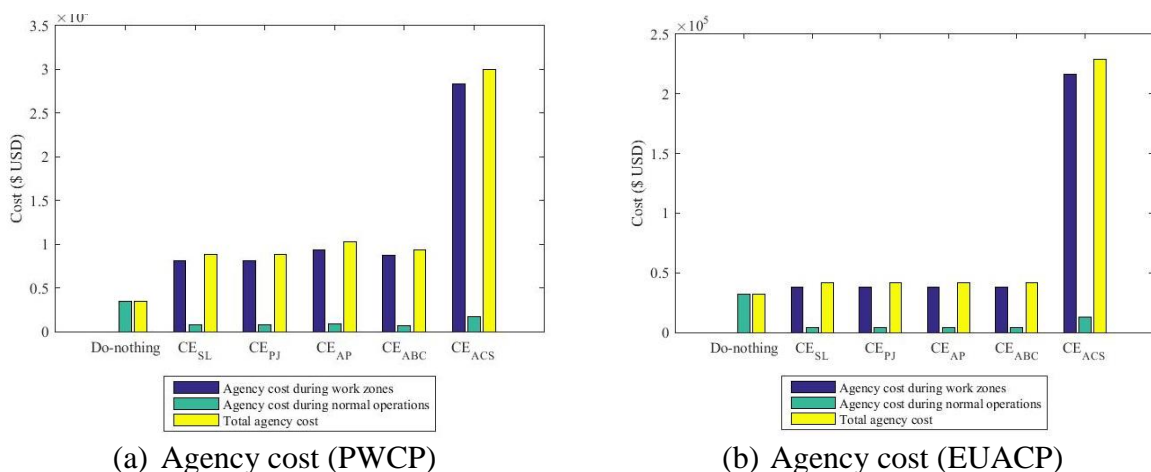 ×10
3.5
3
2.5
2
1.5
1
0.5
0
Cost ($ USD)
Do-nothing CE_SL CE_PJ CE_AP CE_ABC CE_ACS
Agency cost during work zones
Agency cost during normal operations
Total agency cost
(a) Agency cost (PWCP)
×10^5
2.5
2
1.5
1
0.5
0
Cost ($ USD)
Do-nothing CE_SL CE_PJ CE_AP CE_ABC CE_ACS
Agency cost during work zones
Agency cost during normal operations
Total agency cost
(b) Agency cost (EUACP)